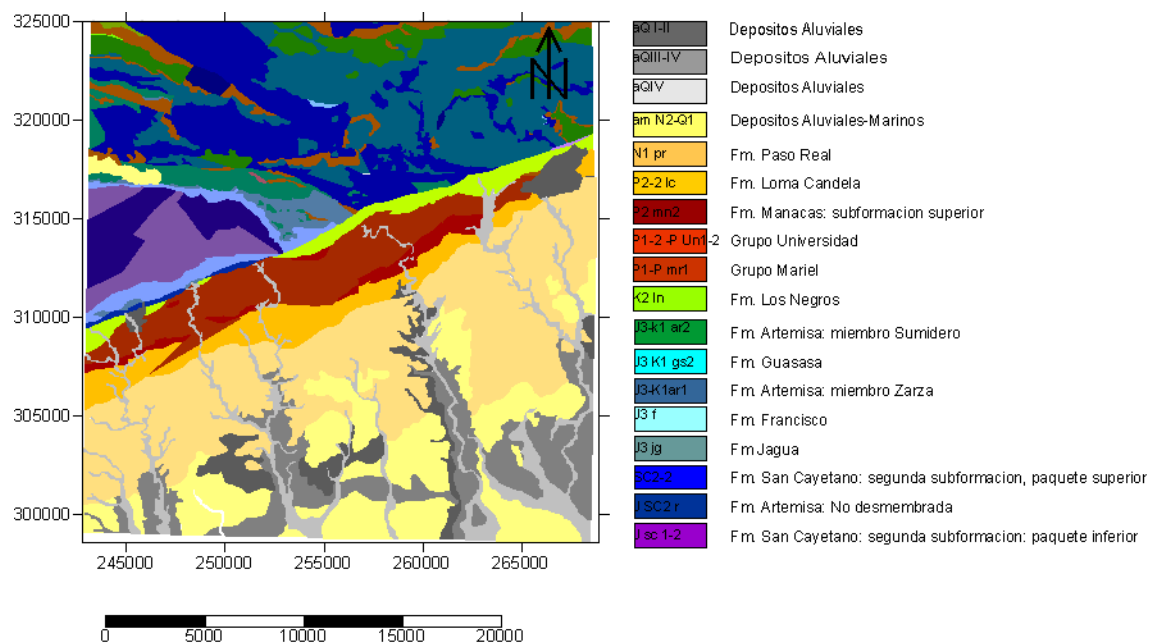 325000
320000
315000
310000
305000
300000
245000 250000 255000 260000 265000
N
0 5000 10000 15000 20000
aQ1-II Depositos Aluviales
aQIII-IV Depositos Aluviales
aQIV Depositos Aluviales
am N2-Q1 Depositos Aluviales-Marinos
N1 pr Fm. Paso Real
P2-2 lc Fm. Loma Candela
P2 mn2 Fm. Manacas: subformacion superior
P1-2 -P Un1-2 Grupo Universidad
P1-P mr1 Grupo Mariel
K2 ln Fm. Los Negros
J3-k1 ar2 Fm. Artemisa: miembro Sumidero
J3 K1 gs2 Fm. Guasasa
J3-K1ar1 Fm. Artemisa: miembro Zarza
J3 f Fm. Francisco
J3 jg Fm Jagua
SC2-2 Fm. San Cayetano: segunda subformacion, paquete superior
J SC2 r Fm. Artemisa: No desmembrada
J sc 1-2 Fm. San Cayetano: segunda subformacion: paquete inferior